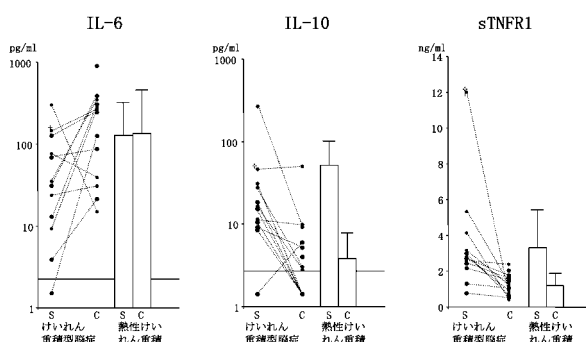 IL-6
pg/ml
1000
100
10
1
S C S C
けいれん 熱性けい
重積型脳症 れん重積
IL-10
pg/ml
1000
100
10
1
S C S C
けいれん 熱性けい
重積型脳症 れん重積
sTNFR1
ng/ml
14
12
10
8
6
4
2
0
S C S C
けいれん 熱性けい
重積型脳症 れん重積